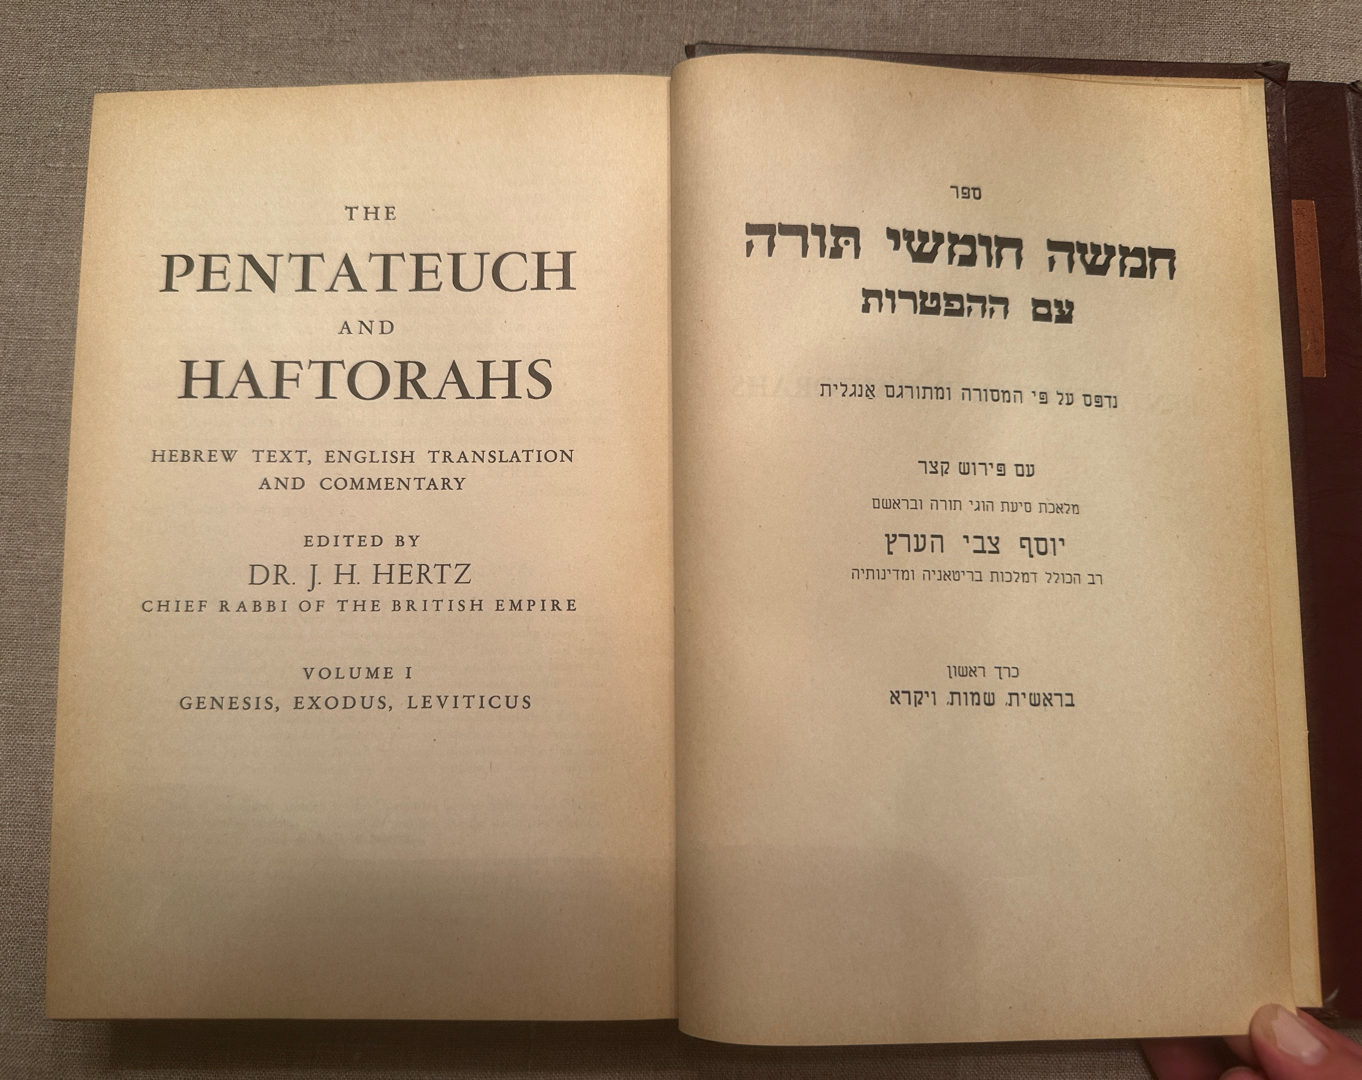 THE
PENTATEUCH
AND
HAFTORAHS
HEBREW TEXT, ENGLISH TRANSLATION
AND COMMENTARY
EDITED BY
DR. J. H. HERTZ
CHIEF RABBI OF THE BRITISH EMPIRE
VOLUME I
GENESIS, EXODUS, LEVITICUS
ספר
חמשה חומשי תורה
עם ההפטרות
נדפס על פי המסורה ומתורגם אַנגלית
עם פירוש קצר
מלאכת סיעת הוגי תורה ובראשם
יוסף צבי הערץ
רב הכולל דמלכות בריטאניה ומדינותיה
כרך ראשון
בראשית, שמות, ויקרא